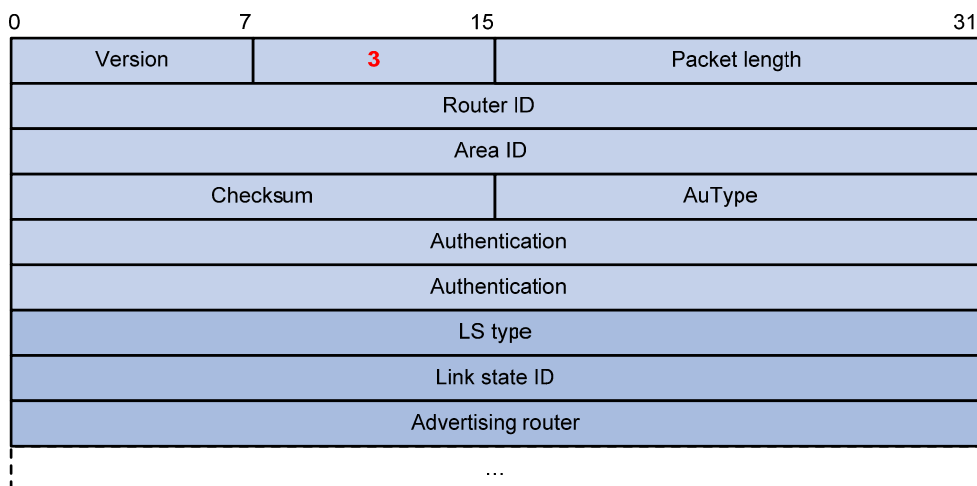 0 7 15 31
Version 3 Packet length
Router ID
Area ID
Checksum AuType
Authentication
Authentication
LS type
Link state ID
Advertising router
...